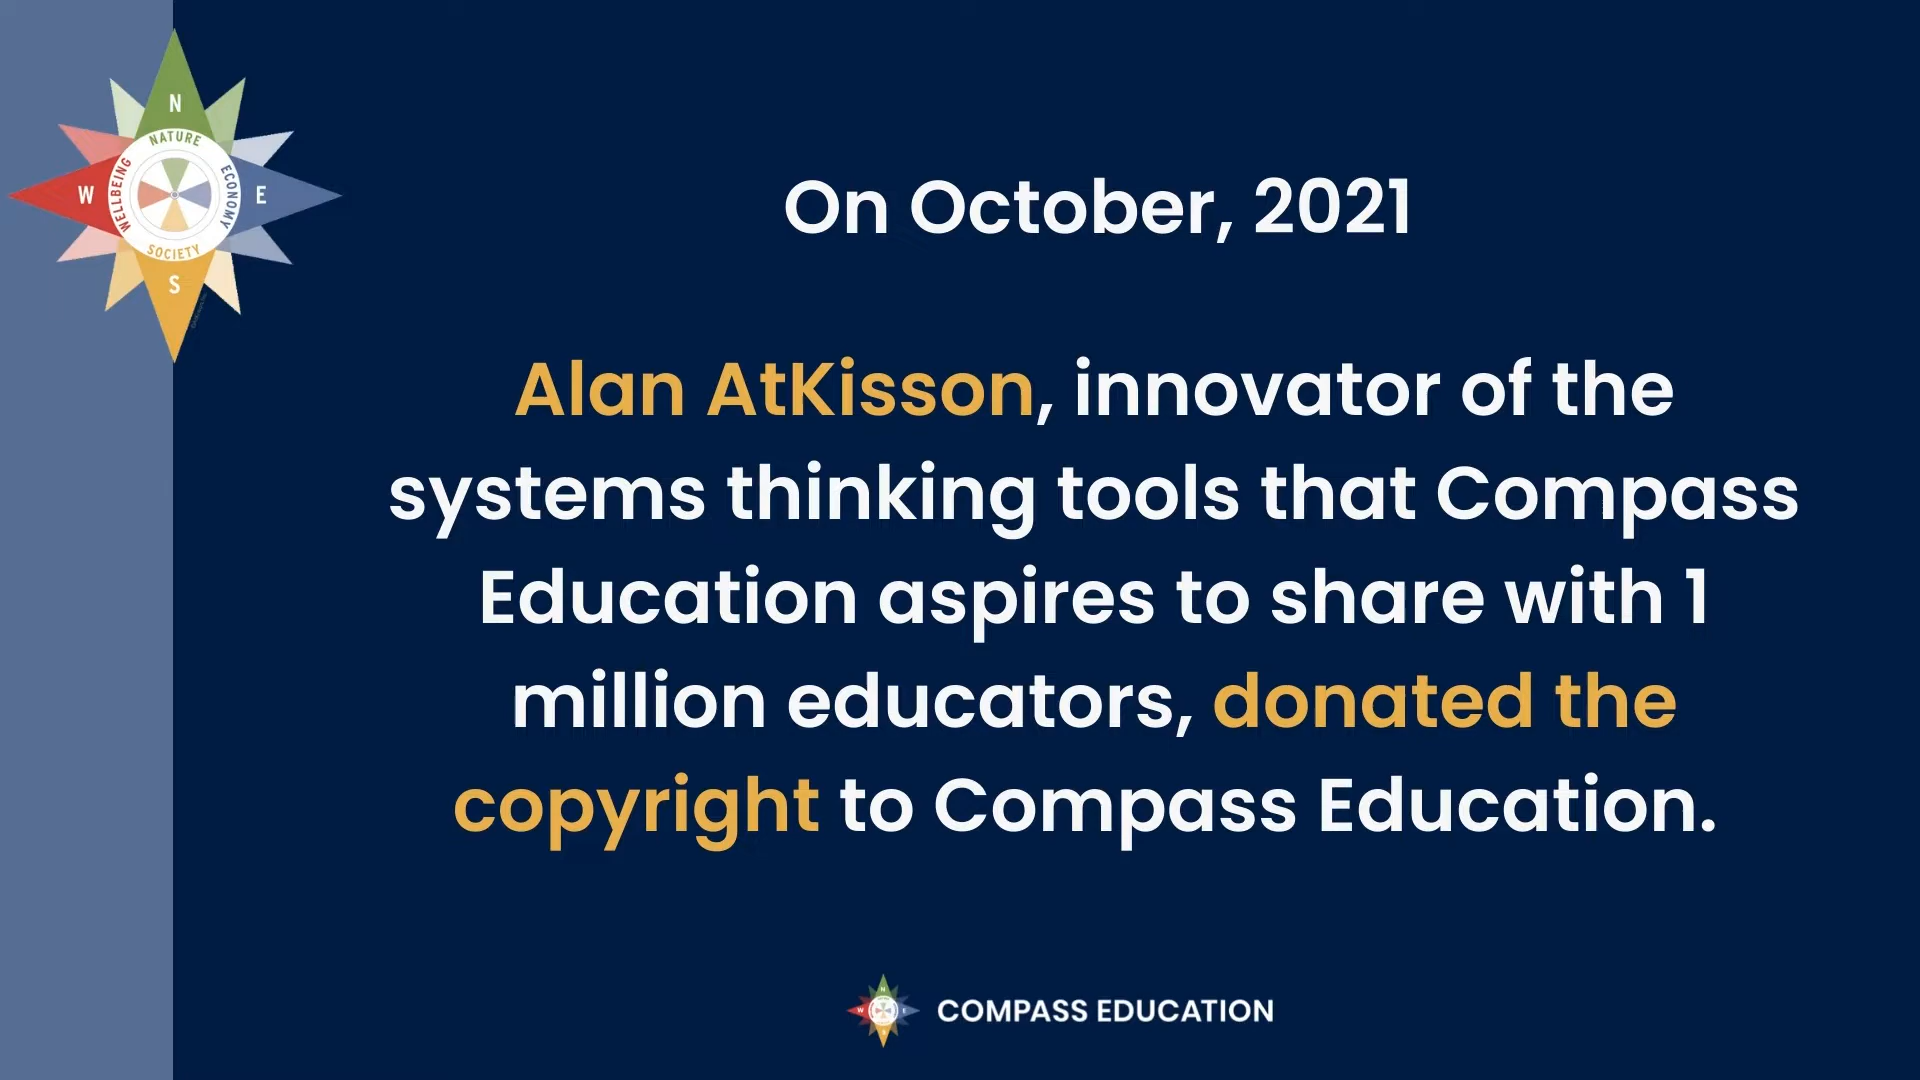 N
NATURE
W
WELLBEING
ECONOMY
E
SOCIETY
S
On October, 2021
Alan AtKisson, innovator of the
systems thinking tools that Compass
Education aspires to share with 1
million educators, donated the
copyright to Compass Education.
COMPASS EDUCATION